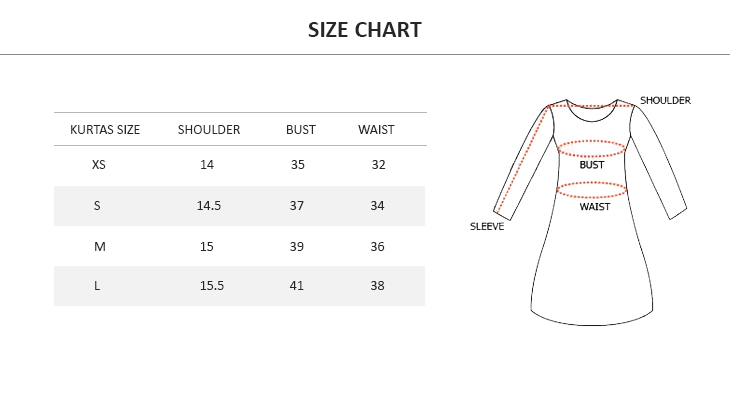 SIZE CHART
KURTAS SIZE SHOULDER BUST WAIST
XS 14 35 32
S 14.5 37 34
M 15 39 36
L 15.5 41 38
SHOULDER
BUST
WAIST
SLEEVE